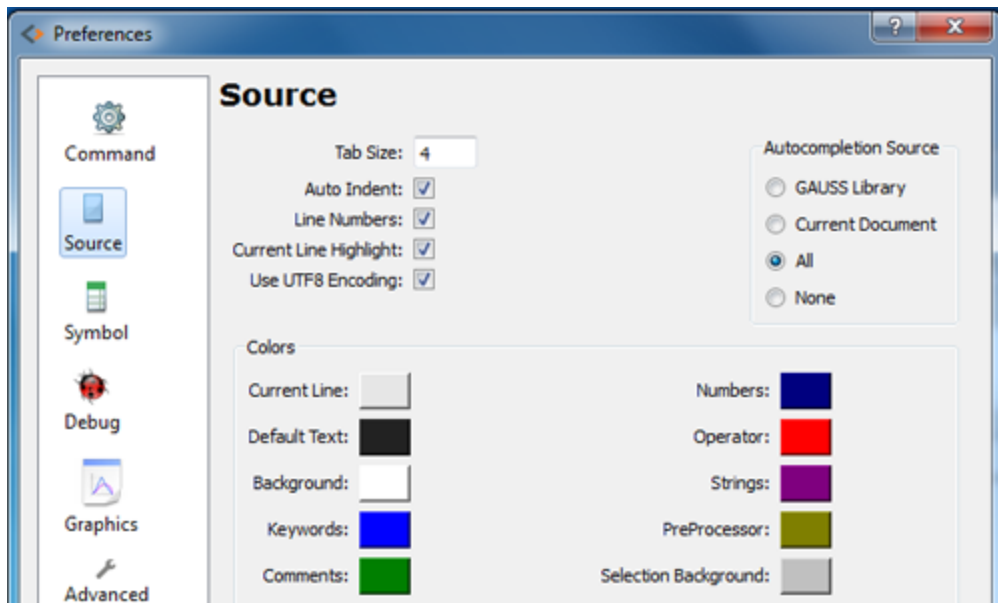 Preferences
?
X
Command
Source
Symbol
Debug
Graphics
Advanced
Source
Tab Size: 4
Auto Indent:
Line Numbers:
Current Line Highlight:
Use UTF8 Encoding:
Autocompletion Source
GAUSS Library
Current Document
All
None
Colors
Current Line:
Default Text:
Background:
Keywords:
Comments:
Numbers:
Operator:
Strings:
PreProcessor:
Selection Background: